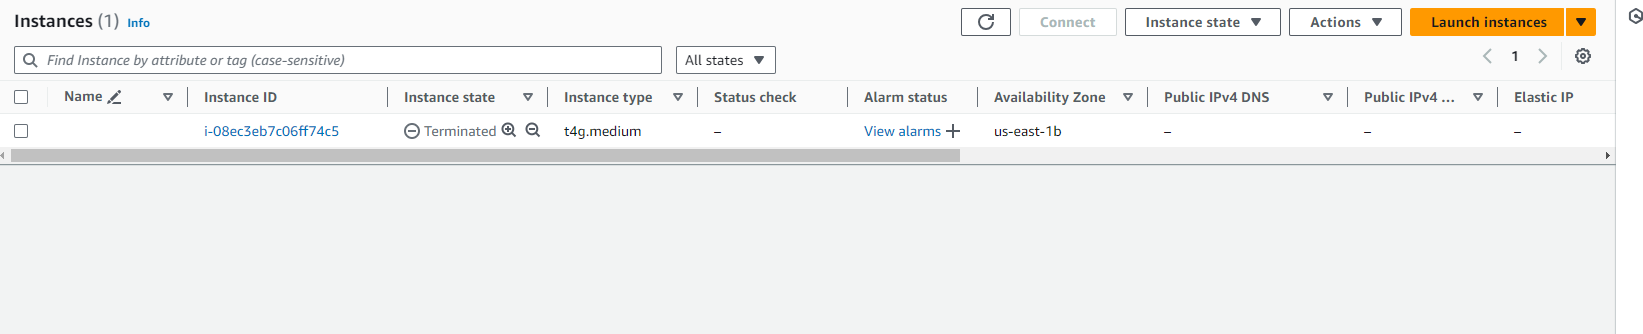 Instances (1) Info
Connect
Instance state
Actions
Launch instances
Find Instance by attribute or tag (case-sensitive)
All states
1
Name Instance ID Instance state Instance type Status check Alarm status Availability Zone Public IPv4 DNS Public IPv4 ... Elastic IP
i-08ec3eb7c06ff74c5 Terminated t4g.medium – View alarms + us-east-1b – – –